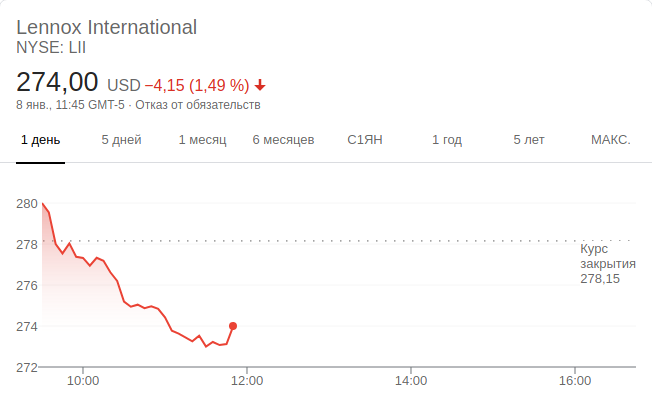 Lennox International
NYSE: LII
274,00 USD −4,15 (1,49 %)
8 янв., 11:45 GMT-5 · Отказ от обязательств
1 день 5 дней 1 месяц 6 месяцев С1ЯН 1 год 5 лет МАКС.
280
278
276
274
272
Курс
закрытия
278,15
10:00 12:00 14:00 16:00